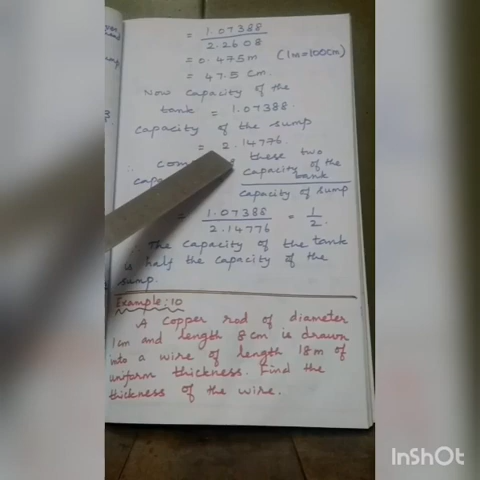 = 1.07388
2.2608
= 0.475m (1m=100cm)
= 47.5 cm.
Now capacity of the
tank = 1.07388.
capacity of the sump
= 2.14776.
∴ these two
capacity of the
tank
capacity of sump
= 1.07388 = 1
2.14776 2.
The capacity of the tank
is half the capacity of the
sump.
Example:10
A copper rod of diameter
1cm and length 8cm is drawn
into a wire of length 18m of
uniform thickness. Find the
thickness of the wire.
InShOt